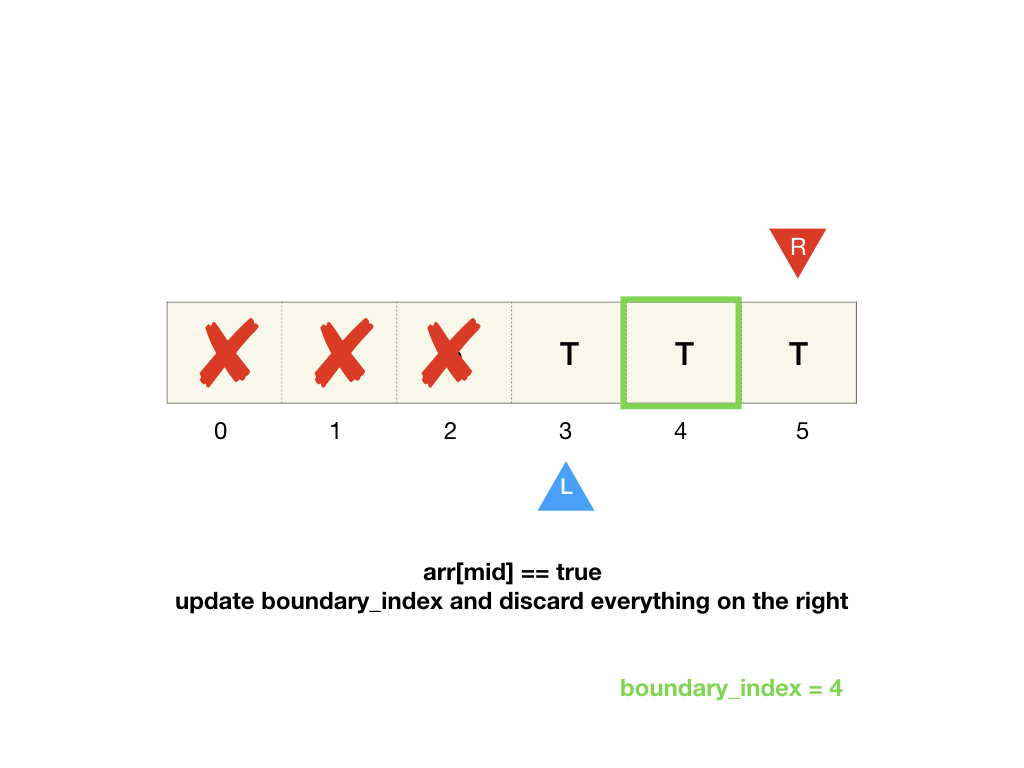 R
T T T
0 1 2 3 4 5
L
arr[mid] == true
update boundary_index and discard everything on the right
boundary_index = 4